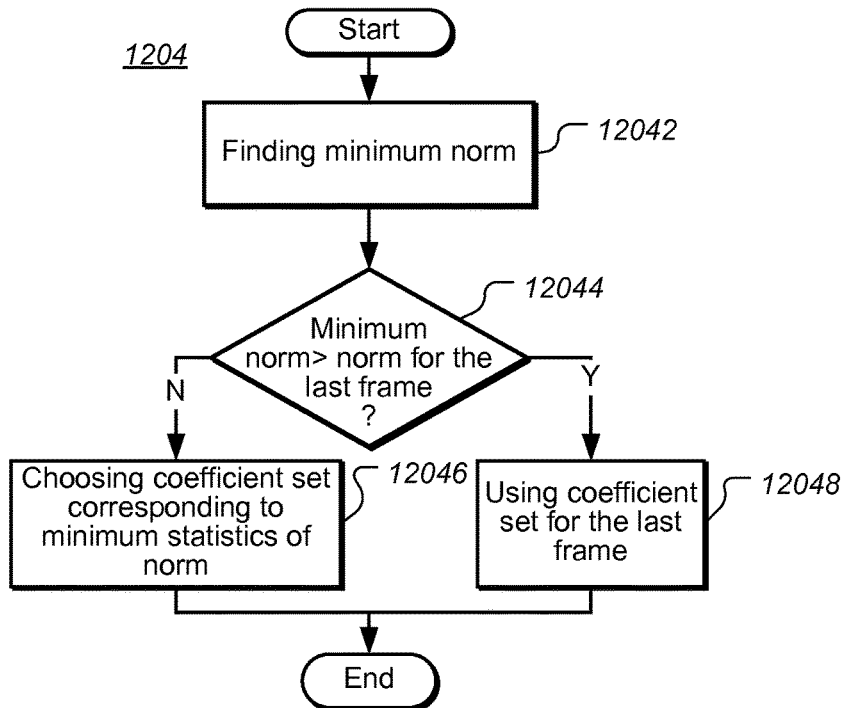 Start
1204
Finding minimum norm
12042
12044
Minimum
norm> norm for the
last frame
?
N
Y
Choosing coefficient set
corresponding to
minimum statistics of
norm
12046
Using coefficient
set for the last
frame
12048
End